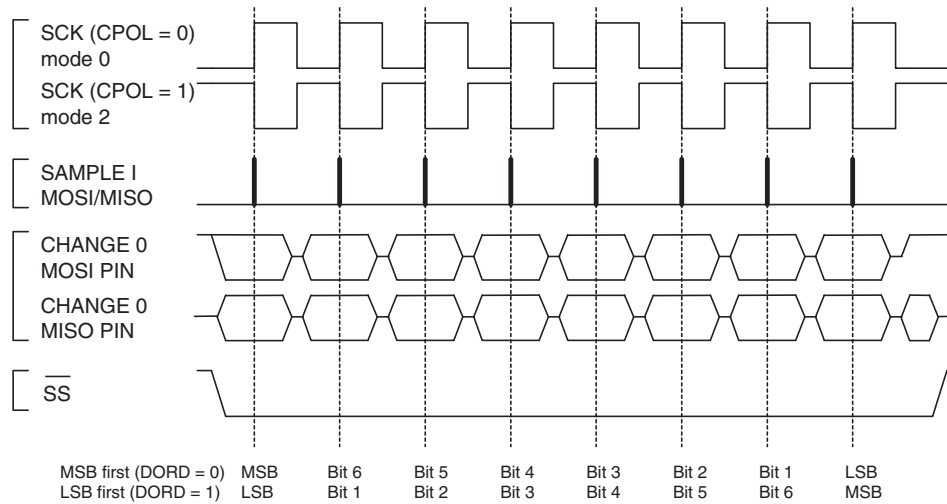 SCK (CPOL = 0)
mode 0
SCK (CPOL = 1)
mode 2
SAMPLE I
MOSI/MISO
CHANGE 0
MOSI PIN
CHANGE 0
MISO PIN
SS
MSB first (DORD = 0) MSB Bit 6 Bit 5 Bit 4 Bit 3 Bit 2 Bit 1 LSB
LSB first (DORD = 1) LSB Bit 1 Bit 2 Bit 3 Bit 4 Bit 5 Bit 6 MSB